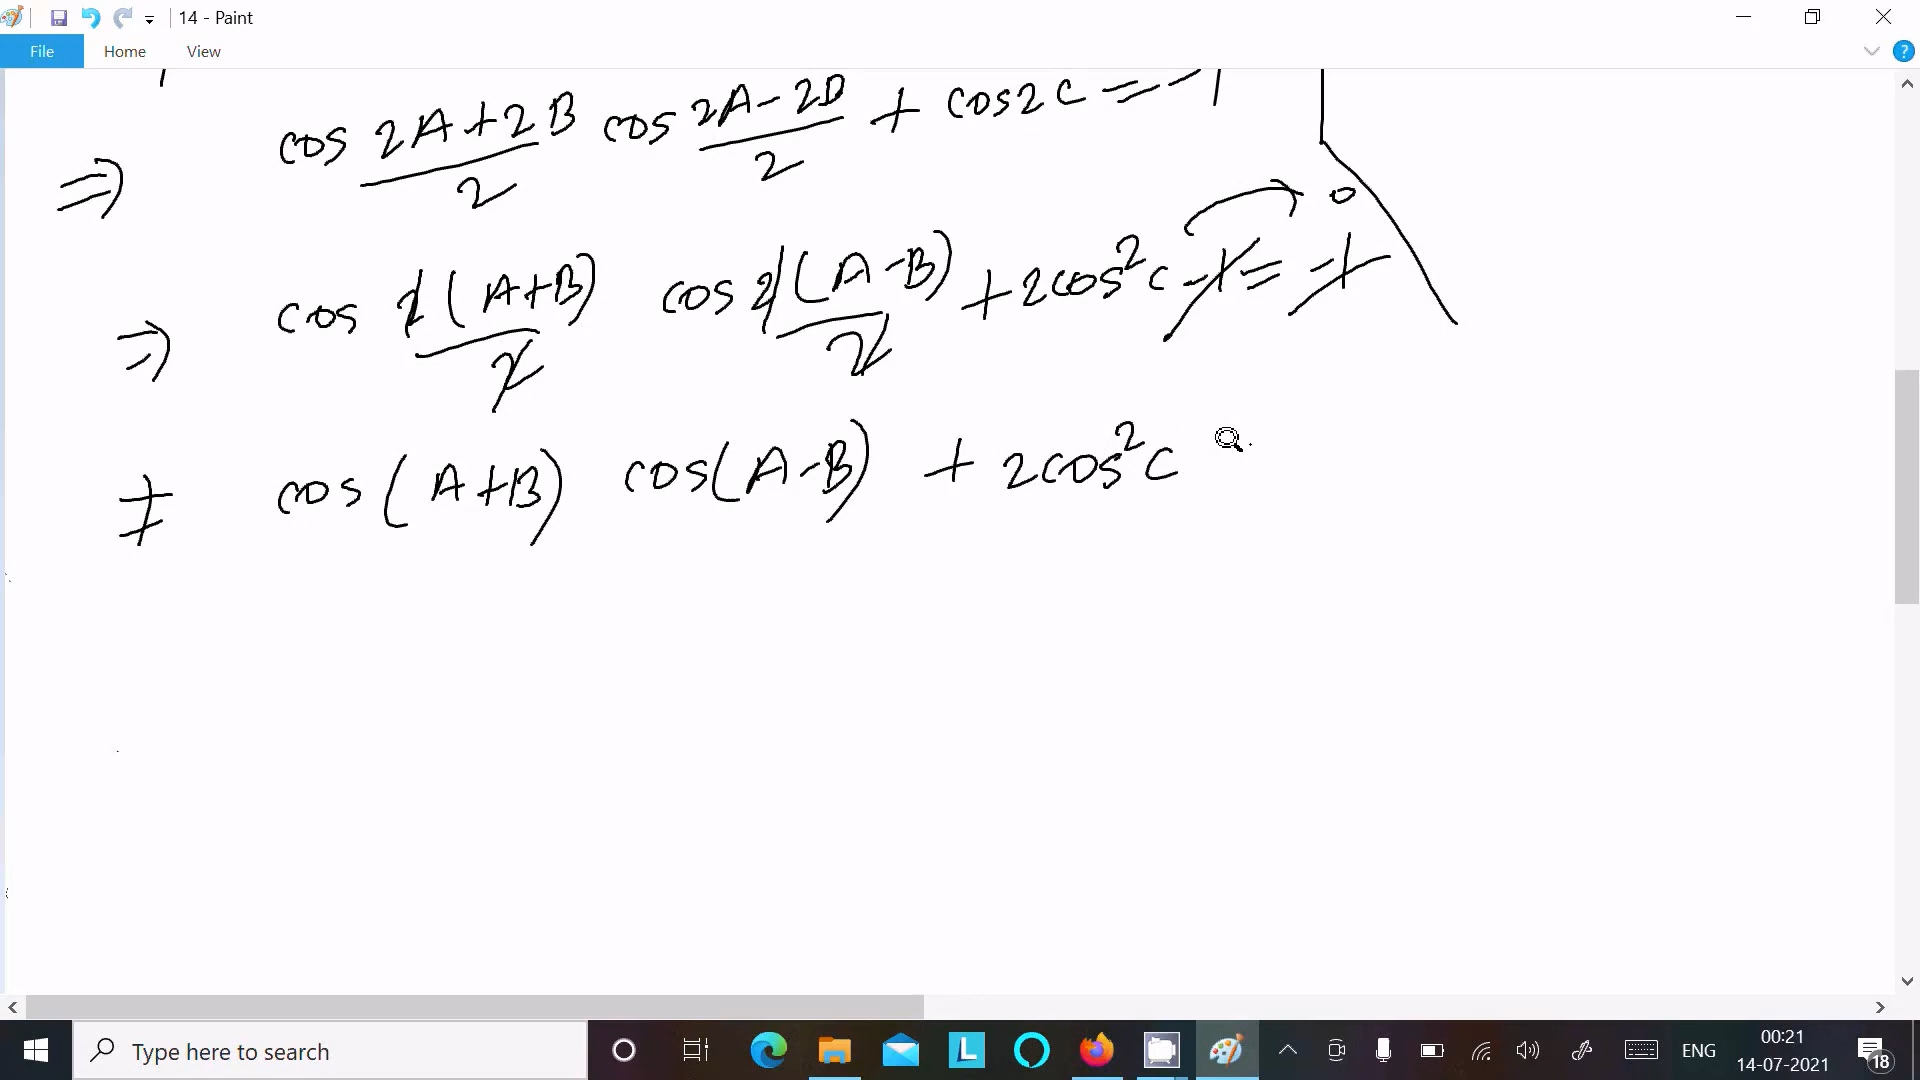 14 - Paint
File Home View
⇒ cos (2A+2B)/2 cos (2A-2B)/2 + cos2C = -1
⇒ cos 2(A+B)/2 cos 2(A-B)/2 + 2cos²C - 1 = -1 0
⇒ cos(A+B) cos(A-B) + 2cos²C
Type here to search
ENG
00:21
14-07-2021
18